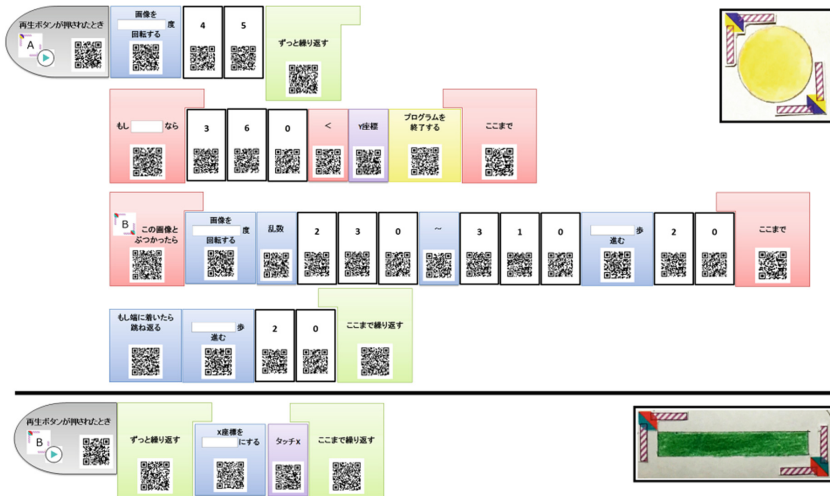 再生ボタンが押されたとき
A
画像を
度
回転する
4
5
ずっと繰り返す
もし なら
3
6
0
<
Y座標
プログラムを
終了する
ここまで
B この画像と
ぶつかったら
画像を
度
回転する
乱数
2
3
0
～
3
1
0
歩
進む
2
0
ここまで
もし端に着いたら
跳ね返る
歩
進む
2
0
ここまで繰り返す
再生ボタンが押されたとき
B
ずっと繰り返す
X座標を
にする
タッチX
ここまで繰り返す